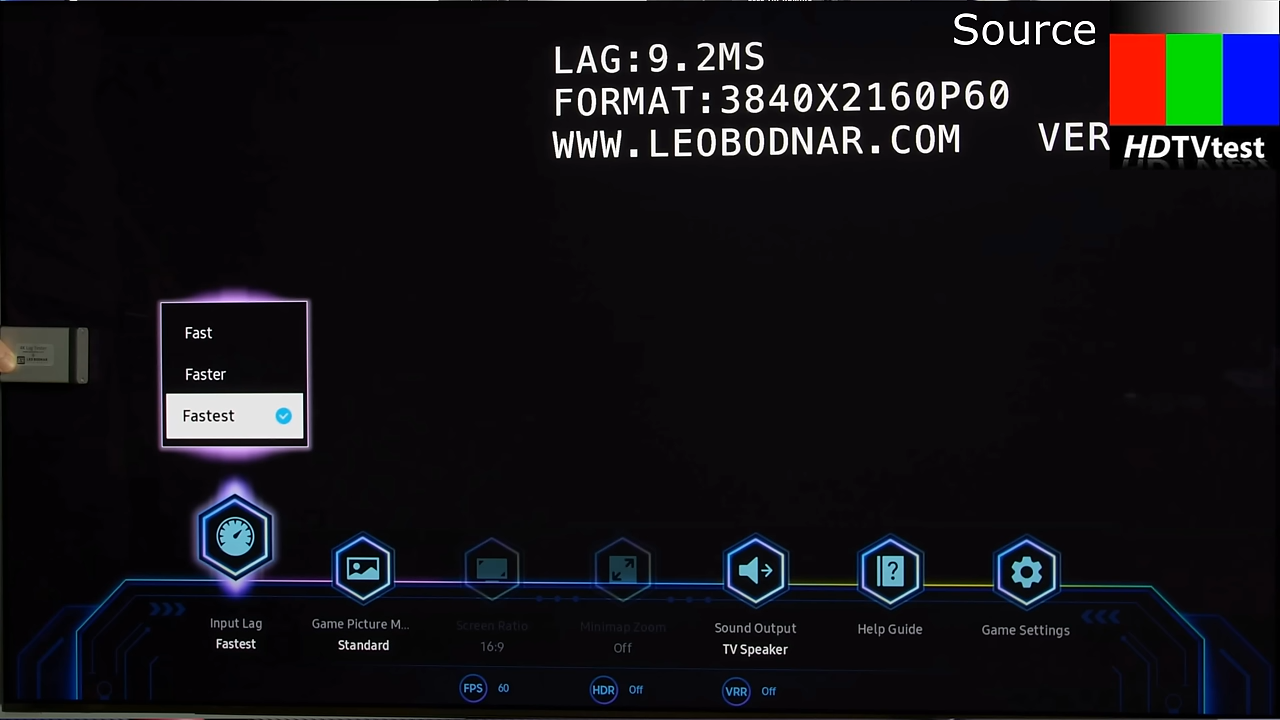 Source
LAG:9.2MS
FORMAT:3840X2160P60
WWW.LEOBODNAR.COM VER
HDTVtest
Fast
Faster
Fastest
Input Lag
Fastest
Game Picture M...
Standard
Screen Ratio
16:9
Minimap Zoom
Off
Sound Output
TV Speaker
Help Guide
Game Settings
FPS 60
HDR Off
VRR Off